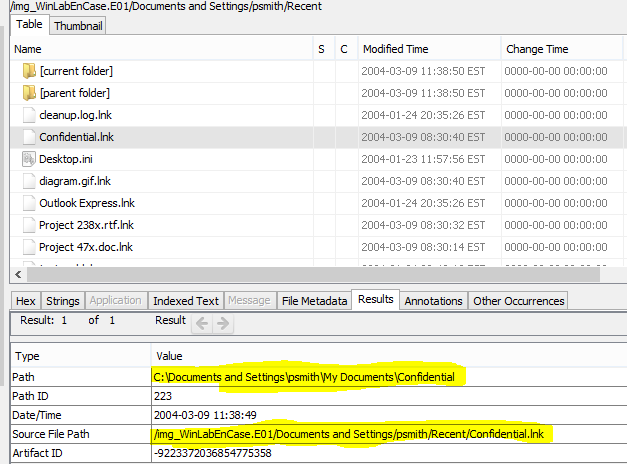 /img_WinLabEnCase.E01/Documents and Settings/psmith/Recent
Table Thumbnail
Name S C Modified Time Change Time
[current folder] 2004-03-09 11:38:50 EST 0000-00-00 00:00:00
[parent folder] 2004-03-09 11:38:50 EST 0000-00-00 00:00:00
cleanup.log.lnk 2004-01-24 20:35:26 EST 0000-00-00 00:00:00
Confidential.lnk 2004-03-09 08:30:40 EST 0000-00-00 00:00:00
Desktop.ini 2004-01-23 11:57:56 EST 0000-00-00 00:00:00
diagram.gif.lnk 2004-03-09 08:30:40 EST 0000-00-00 00:00:00
Outlook Express.lnk 2004-01-24 20:35:26 EST 0000-00-00 00:00:00
Project 238x.rtf.lnk 2004-03-09 08:30:32 EST 0000-00-00 00:00:00
Project 47x.doc.lnk 2004-03-09 08:30:14 EST 0000-00-00 00:00:00
Hex Strings Application Indexed Text Message File Metadata Results Annotations Other Occurrences
Result: 1 of 1 Result
Type Value
Path C:\Documents and Settings\psmith\My Documents\Confidential
Path ID 223
Date/Time 2004-03-09 11:38:49
Source File Path /img_WinLabEnCase.E01/Documents and Settings/psmith/Recent/Confidential.lnk
Artifact ID -9223372036854775358